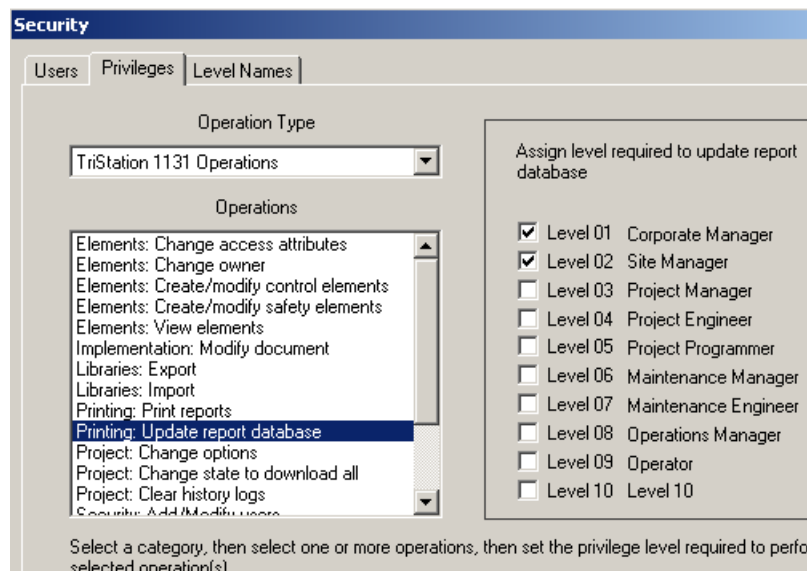 Security
Users
Privileges
Level Names
Operation Type
TriStation 1131 Operations
Operations
Elements: Change access attributes
Elements: Change owner
Elements: Create/modify control elements
Elements: Create/modify safety elements
Elements: View elements
Implementation: Modify document
Libraries: Export
Libraries: Import
Printing: Print reports
Printing: Update report database
Project: Change options
Project: Change state to download all
Project: Clear history logs
Security: Add/Modify users
Assign level required to update report
database
Level 01 Corporate Manager
Level 02 Site Manager
Level 03 Project Manager
Level 04 Project Engineer
Level 05 Project Programmer
Level 06 Maintenance Manager
Level 07 Maintenance Engineer
Level 08 Operations Manager
Level 09 Operator
Level 10 Level 10
Select a category, then select one or more operations, then set the privilege level required to perfo
selected operation(s)